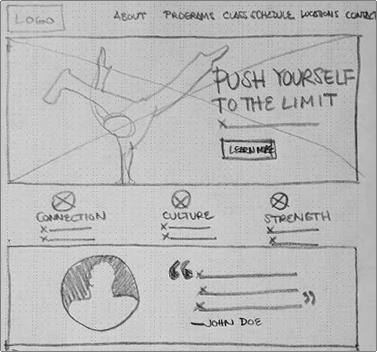 LOGO
ABOUT PROGRAMS CLASS SCHEDULE LOCATIONS CONTACT
PUSH YOURSELF
TO THE LIMIT
LEARN MORE
CONNECTION CULTURE STRENGTH
“
”
—JOHN DOE